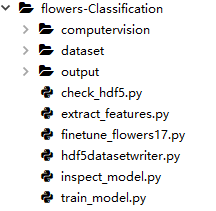 flowers-Classification
computervision
dataset
output
check_hdf5.py
extract_features.py
finetune_flowers17.py
hdf5datasetwriter.py
inspect_model.py
train_model.py